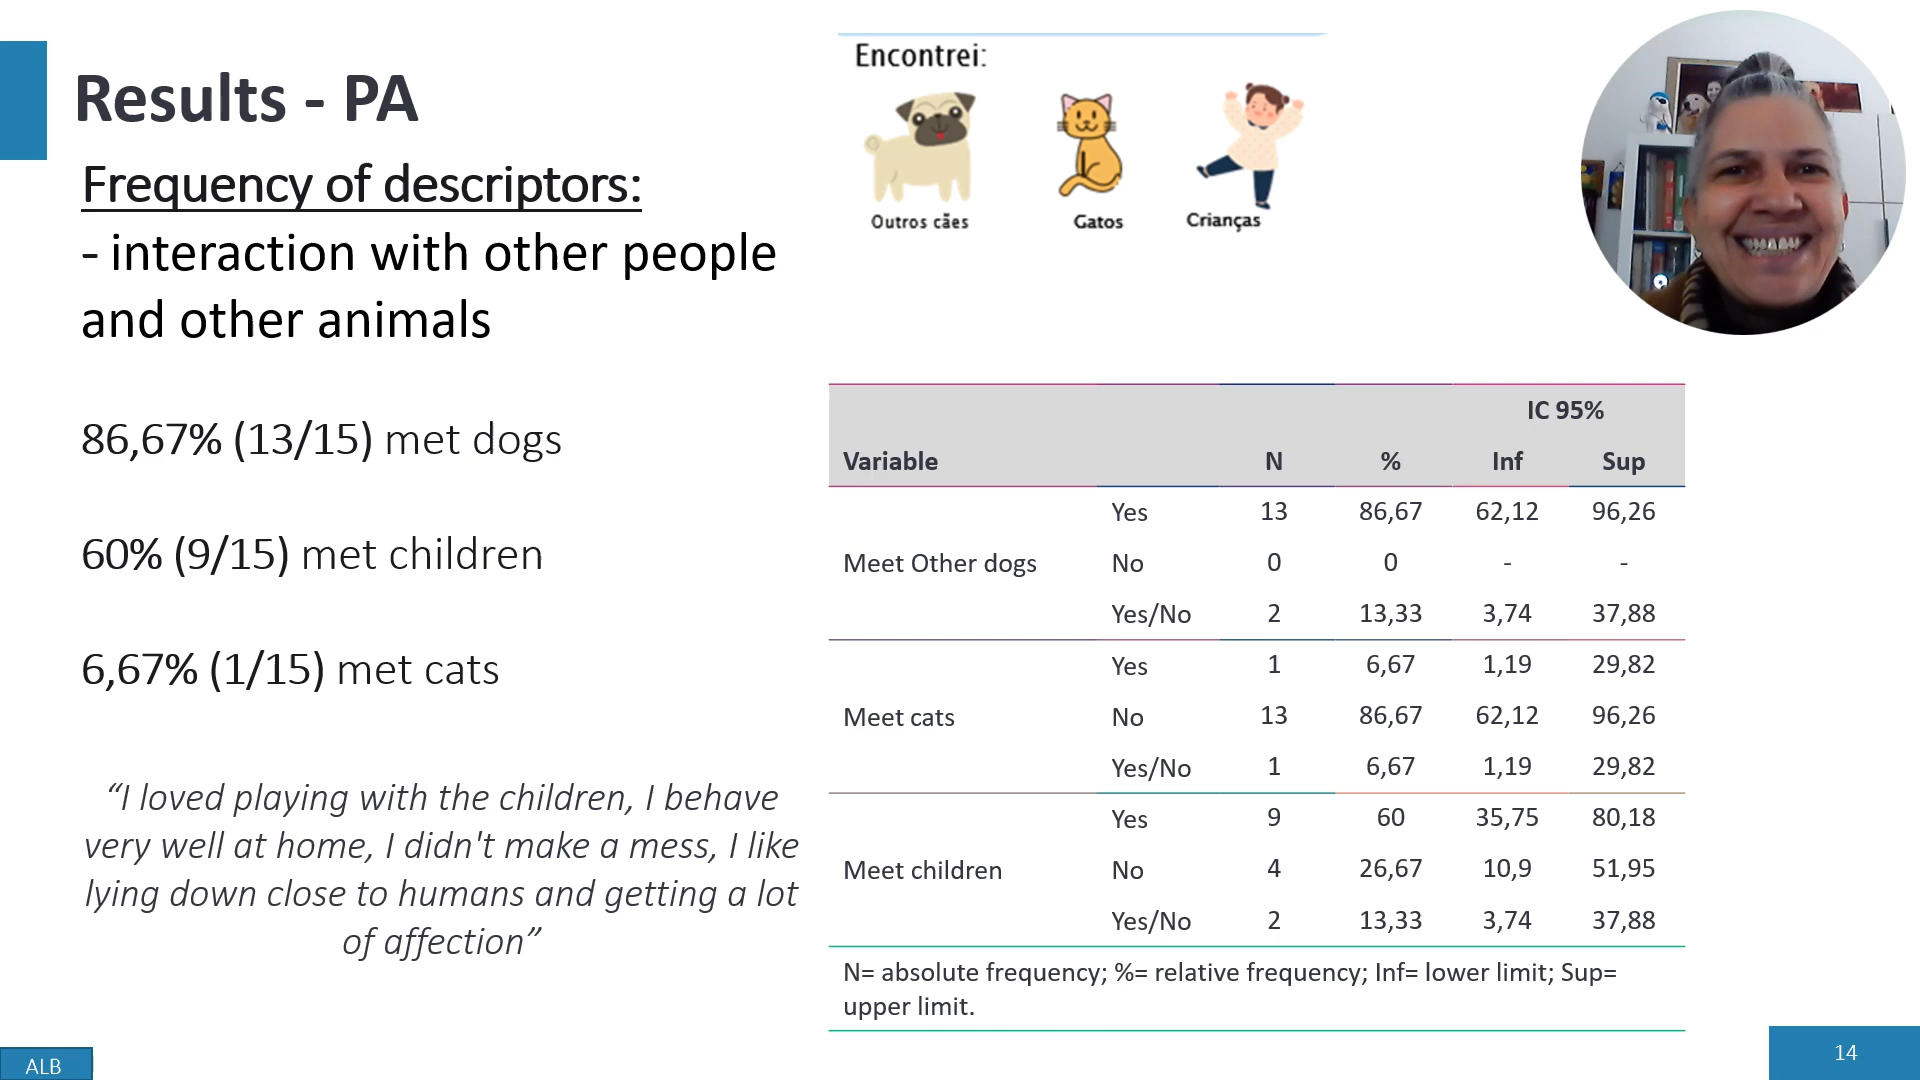 Results - PA
Frequency of descriptors:
- interaction with other people
and other animals
86,67% (13/15) met dogs
60% (9/15) met children
6,67% (1/15) met cats
“I loved playing with the children, I behave
very well at home, I didn't make a mess, I like
lying down close to humans and getting a lot
of affection”
Encontrei:
Outros cães Gatos Crianças
IC 95%
Variable N % Inf Sup
Meet Other dogs
Yes 13 86,67 62,12 96,26
No 0 0 - -
Yes/No 2 13,33 3,74 37,88
Meet cats
Yes 1 6,67 1,19 29,82
No 13 86,67 62,12 96,26
Yes/No 1 6,67 1,19 29,82
Meet children
Yes 9 60 35,75 80,18
No 4 26,67 10,9 51,95
Yes/No 2 13,33 3,74 37,88
N= absolute frequency; %= relative frequency; Inf= lower limit; Sup=
upper limit.
ALB
14